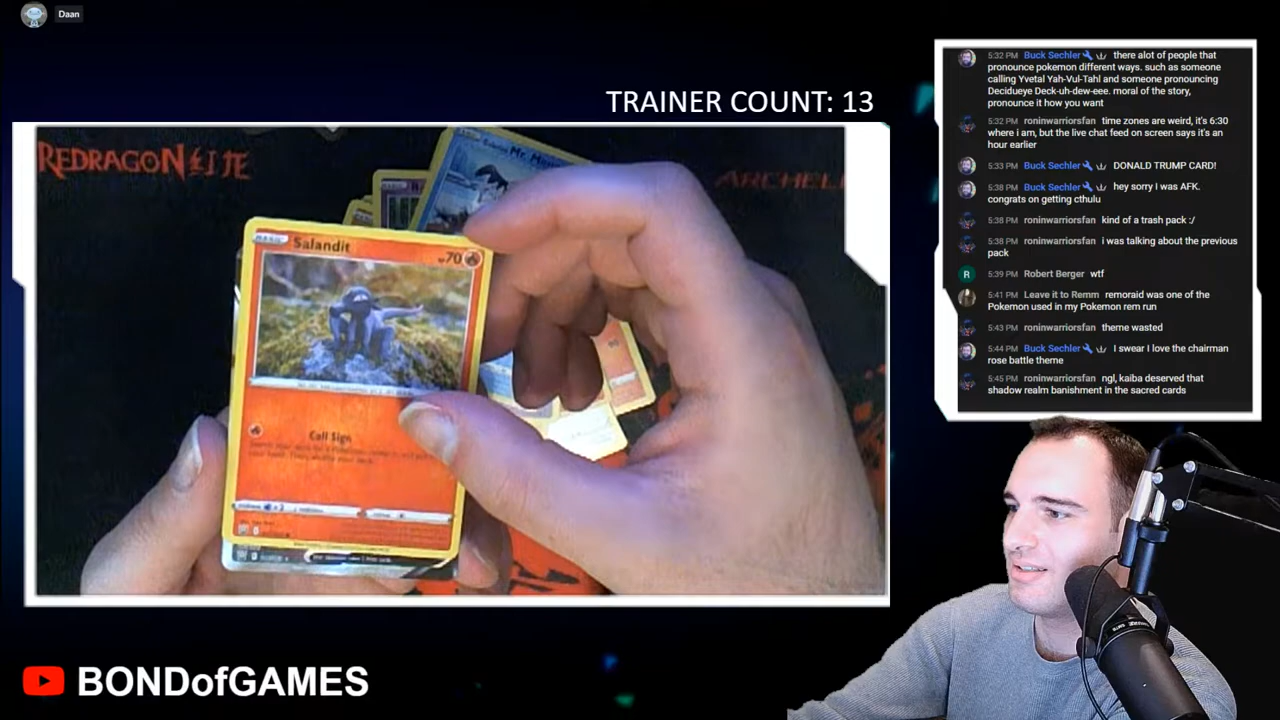 Daan
TRAINER COUNT: 13
REDRAGON
ELITE
BASIC
Salandit
70
Mr.
Call Sign
BONDofGAMES
5:32 PM Buck Sechler there alot of people that
pronounce pokemon different ways. such as someone
calling Yvetal Yah-Vul-Tahl and someone pronouncing
Decidueye Deck-uh-dew-eee. moral of the story,
pronounce it how you want
5:32 PM roninwarriorsfan time zones are weird, it's 6:30
where i am, but the live chat feed on screen says it's an
hour earlier
5:33 PM Buck Sechler DONALD TRUMP CARD!
5:38 PM Buck Sechler hey sorry I was AFK.
congrats on getting cthulu
5:38 PM roninwarriorsfan kind of a trash pack :/
5:38 PM roninwarriorsfan i was talking about the previous
pack
R
5:39 PM Robert Berger wtf
5:41 PM Leave it to Remm remoraid was one of the
Pokemon used in my Pokemon rem run
5:43 PM roninwarriorsfan theme wasted
5:44 PM Buck Sechler I swear I love the chairman
rose battle theme
5:45 PM roninwarriorsfan ngl, kaiba deserved that
shadow realm banishment in the sacred cards